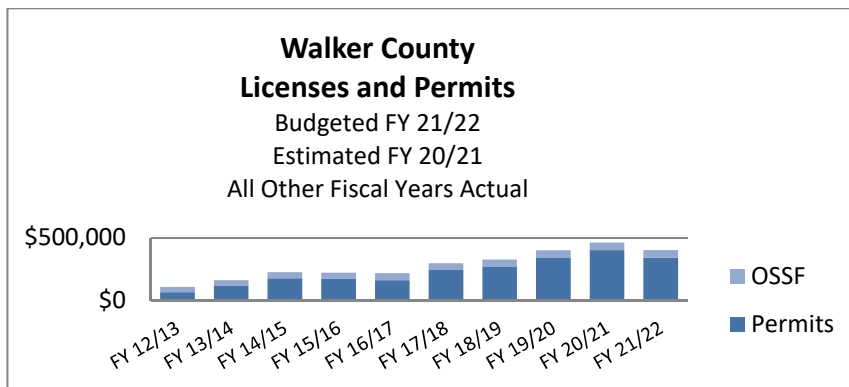 Walker County
Licenses and Permits
Budgeted FY 21/22
Estimated FY 20/21
All Other Fiscal Years Actual
$500,000
$0
OSSF
Permits
FY 12/13
FY 13/14
FY 14/15
FY 15/16
FY 16/17
FY 17/18
FY 18/19
FY 19/20
FY 20/21
FY 21/22